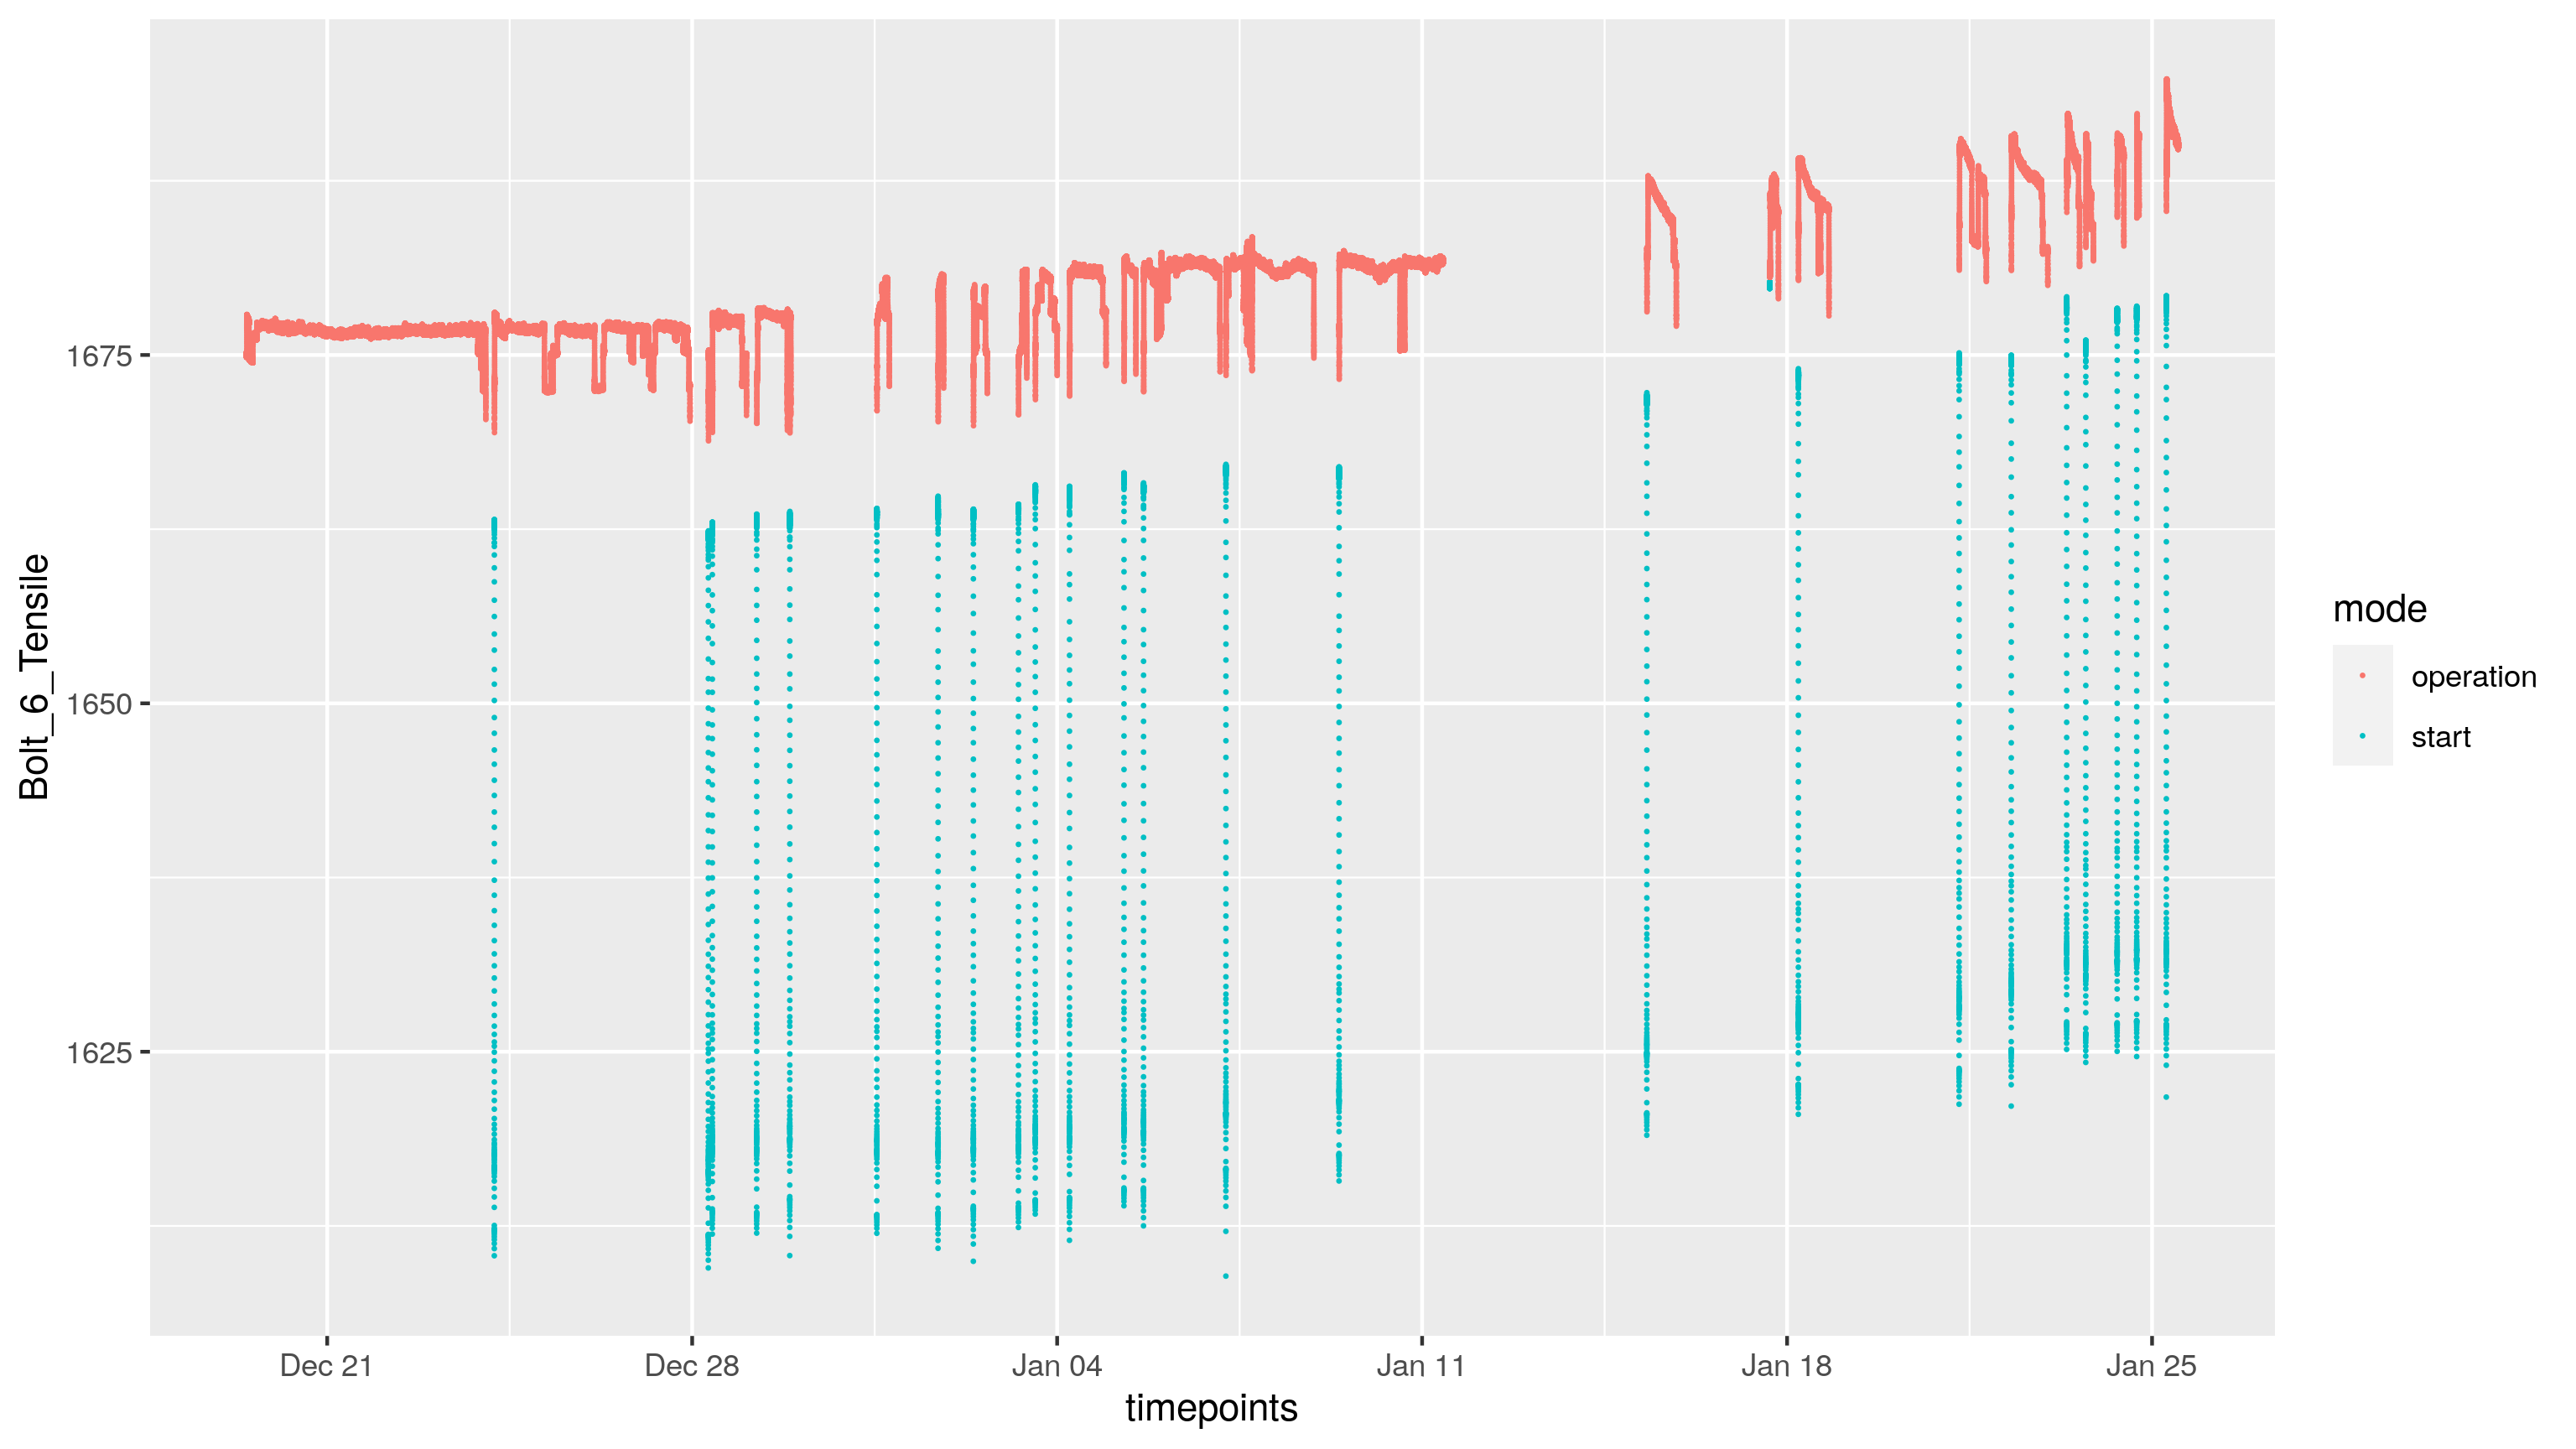 Bolt_6_Tensile
1675
1650
1625
Dec 21
Dec 28
Jan 04
Jan 11
Jan 18
Jan 25
timepoints
mode
operation
start